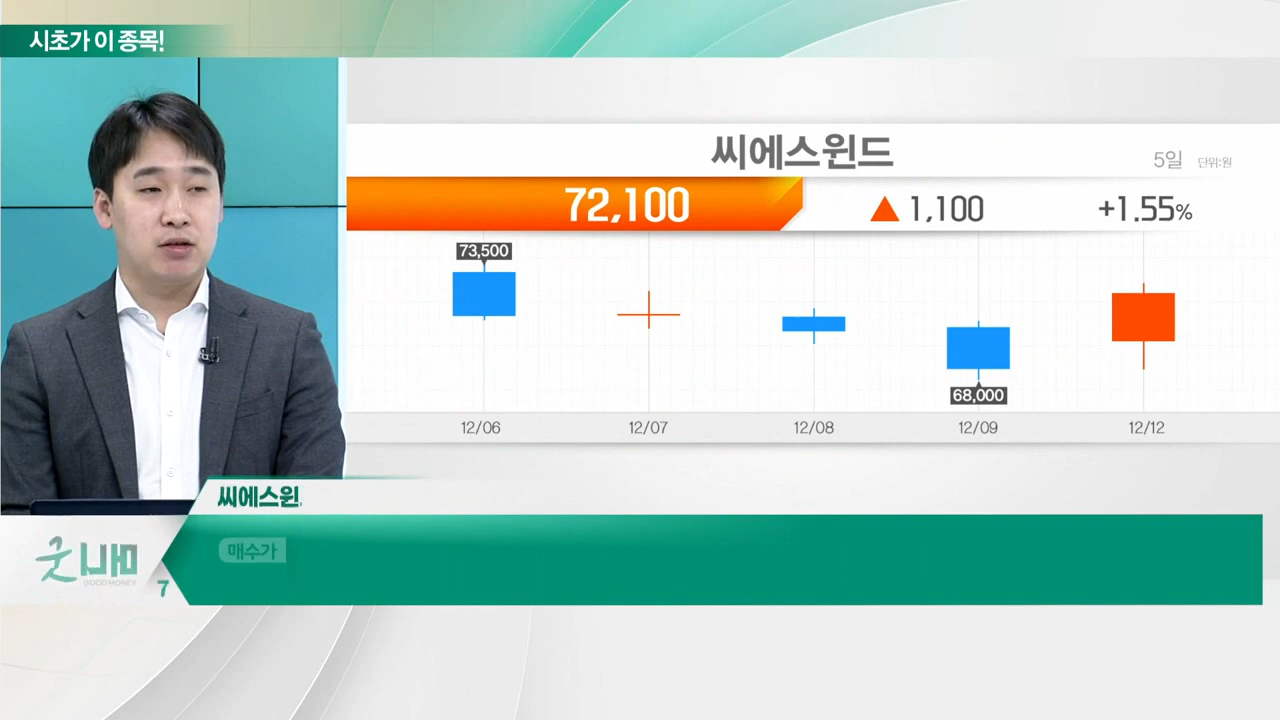 시초가 이 종목!
씨에스윈드
5일 단위:원
72,100 ▲ 1,100 +1.55%
73,500
68,000
12/06 12/07 12/08 12/09 12/12
씨에스윈
매수가
굿머니
GOOD MONEY
7